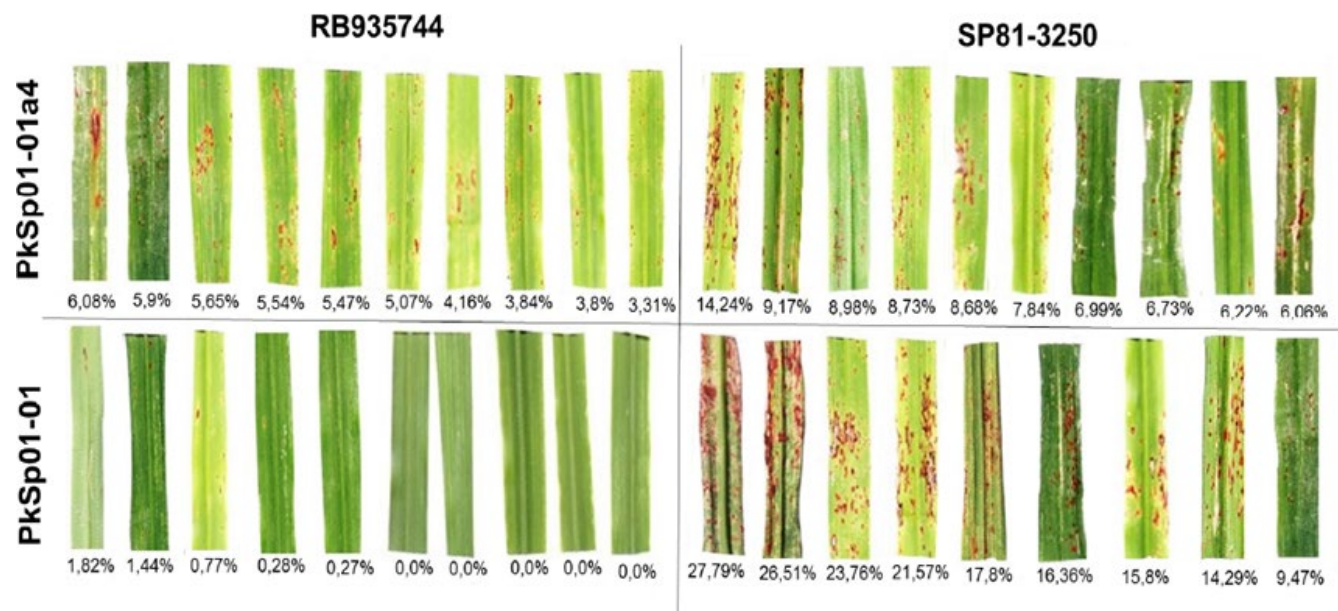 RB935744 SP81-3250
PkSp01-01a4
6,08% 5,9% 5,65% 5,54% 5,47% 5,07% 4,16% 3,84% 3,8% 3,31% 14,24% 9,17% 8,98% 8,73% 8,68% 7,84% 6,99% 6,73% 6,22% 6,06%
PkSp01-01
1,82% 1,44% 0,77% 0,28% 0,27% 0,0% 0,0% 0,0% 0,0% 0,0% 27,79% 26,51% 23,76% 21,57% 17,8% 16,36% 15,8% 14,29% 9,47%